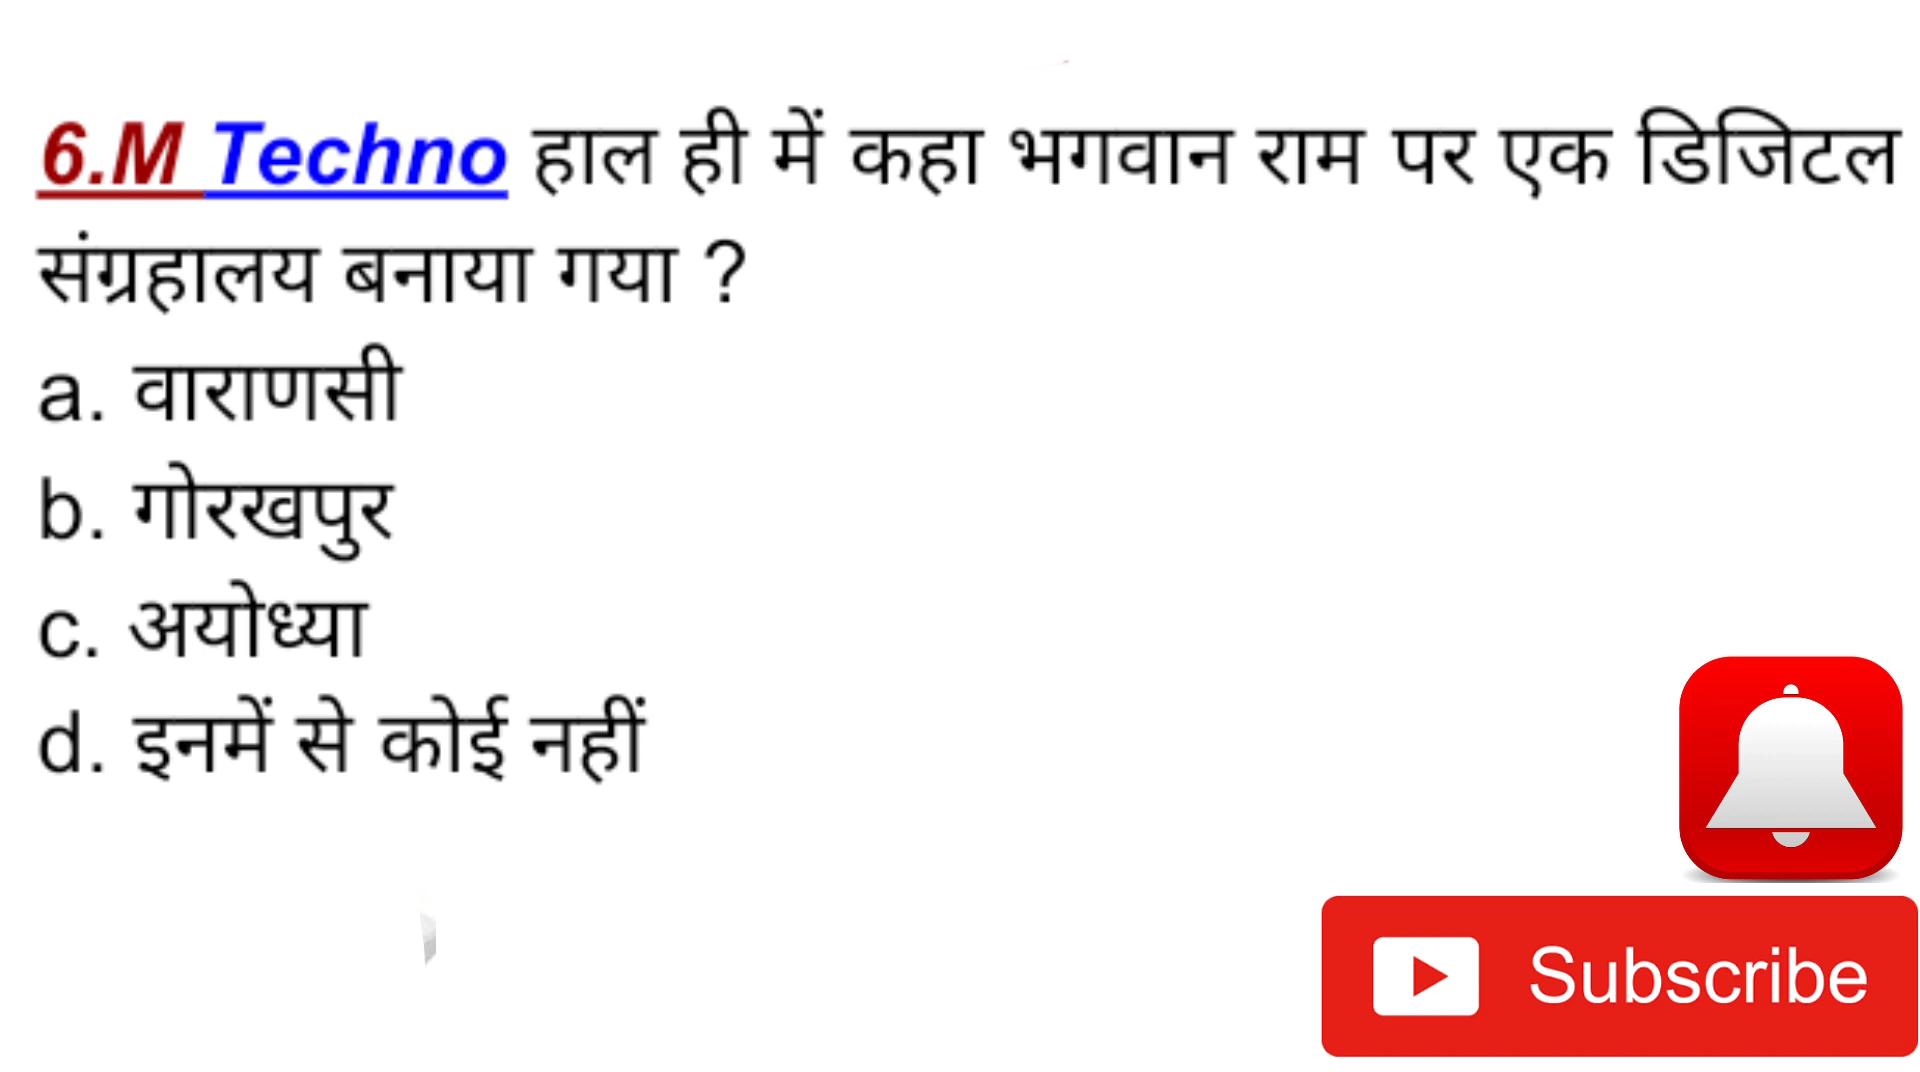 6.M Techno हाल ही में कहा भगवान राम पर एक डिजिटल
संग्रहालय बनाया गया ?
a. वाराणसी
b. गोरखपुर
c. अयोध्या
d. इनमें से कोई नहीं
Subscribe